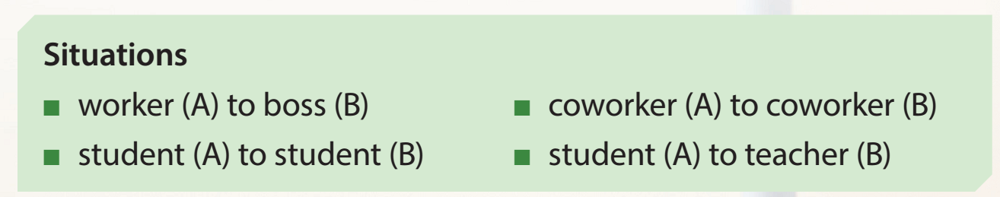 Situations
■ worker (A) to boss (B)
■ coworker (A) to coworker (B)
■ student (A) to student (B)
■ student (A) to teacher (B)